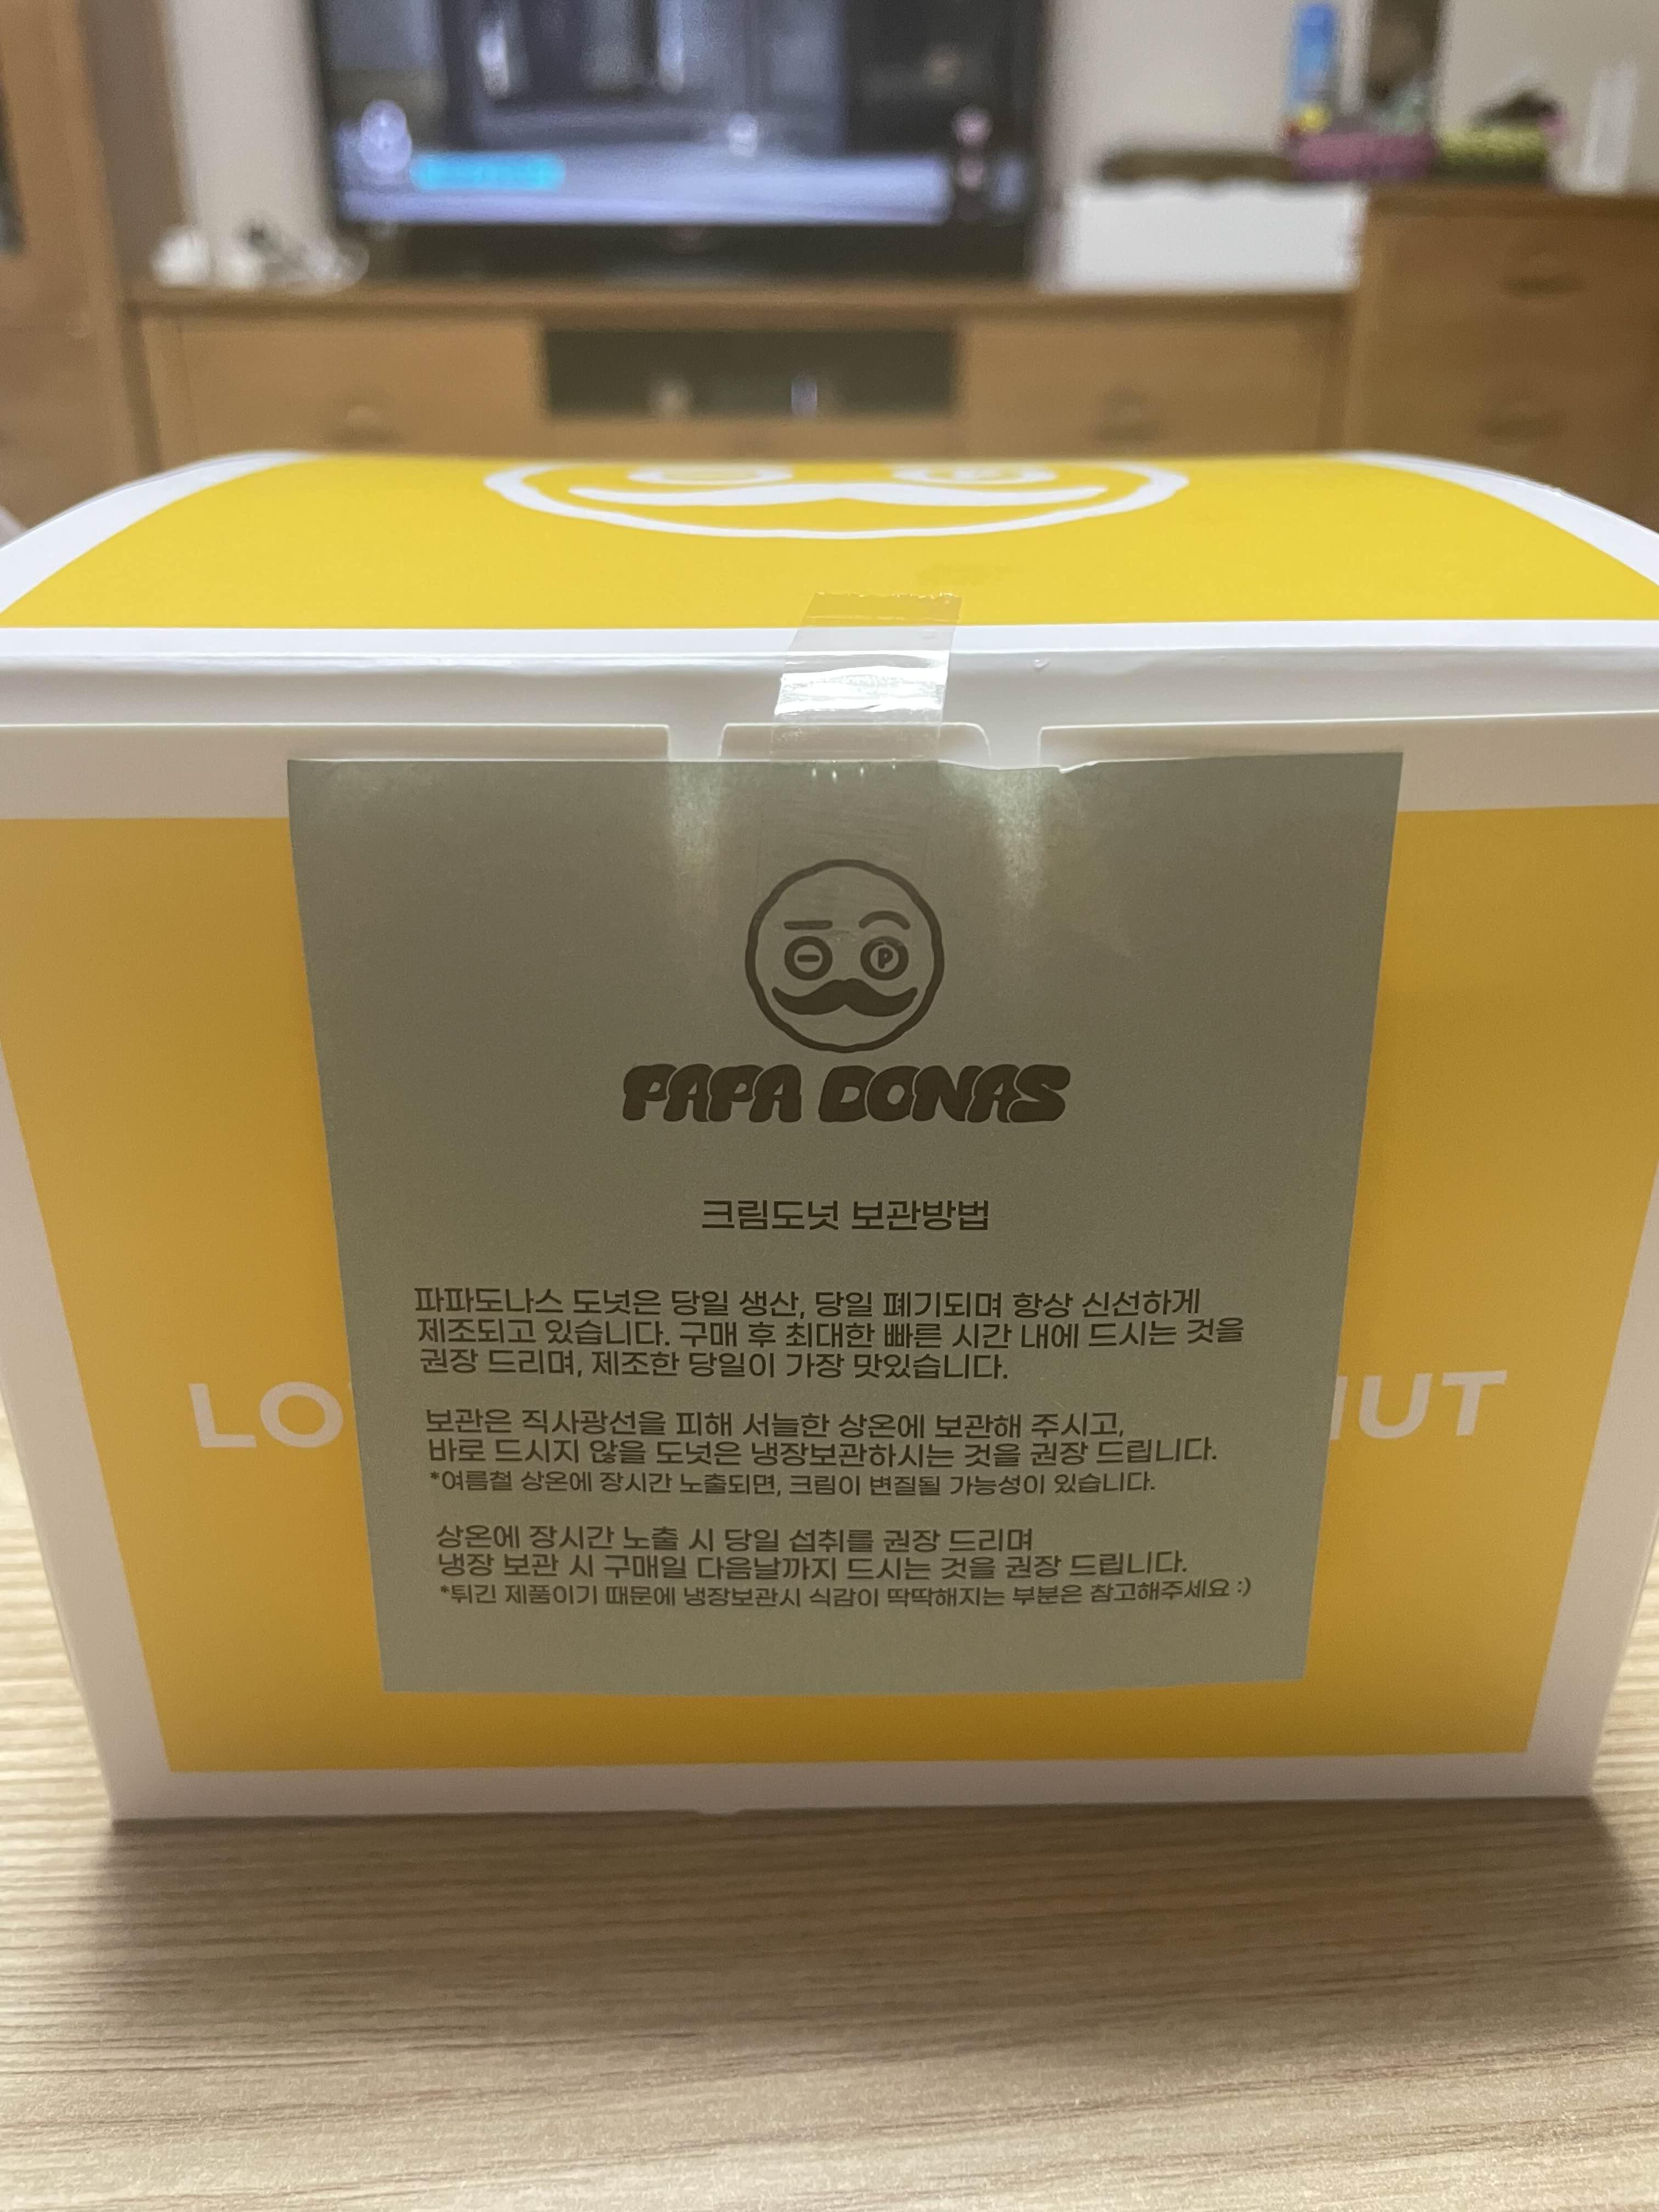 P
PAPA DONAS
크림도넛 보관방법
파파도나스 도넛은 당일 생산, 당일 폐기되며 항상 신선하게
제조되고 있습니다. 구매 후 최대한 빠른 시간 내에 드시는 것을
권장 드리며, 제조한 당일이 가장 맛있습니다.
보관은 직사광선을 피해 서늘한 상온에 보관해 주시고,
바로 드시지 않을 도넛은 냉장보관하시는 것을 권장 드립니다.
*여름철 상온에 장시간 노출되면, 크림이 변질될 가능성이 있습니다.
상온에 장시간 노출 시 당일 섭취를 권장 드리며
냉장 보관 시 구매일 다음날까지 드시는 것을 권장 드립니다.
*튀긴 제품이기 때문에 냉장보관시 식감이 딱딱해지는 부분은 참고해주세요 :)
LO
UT